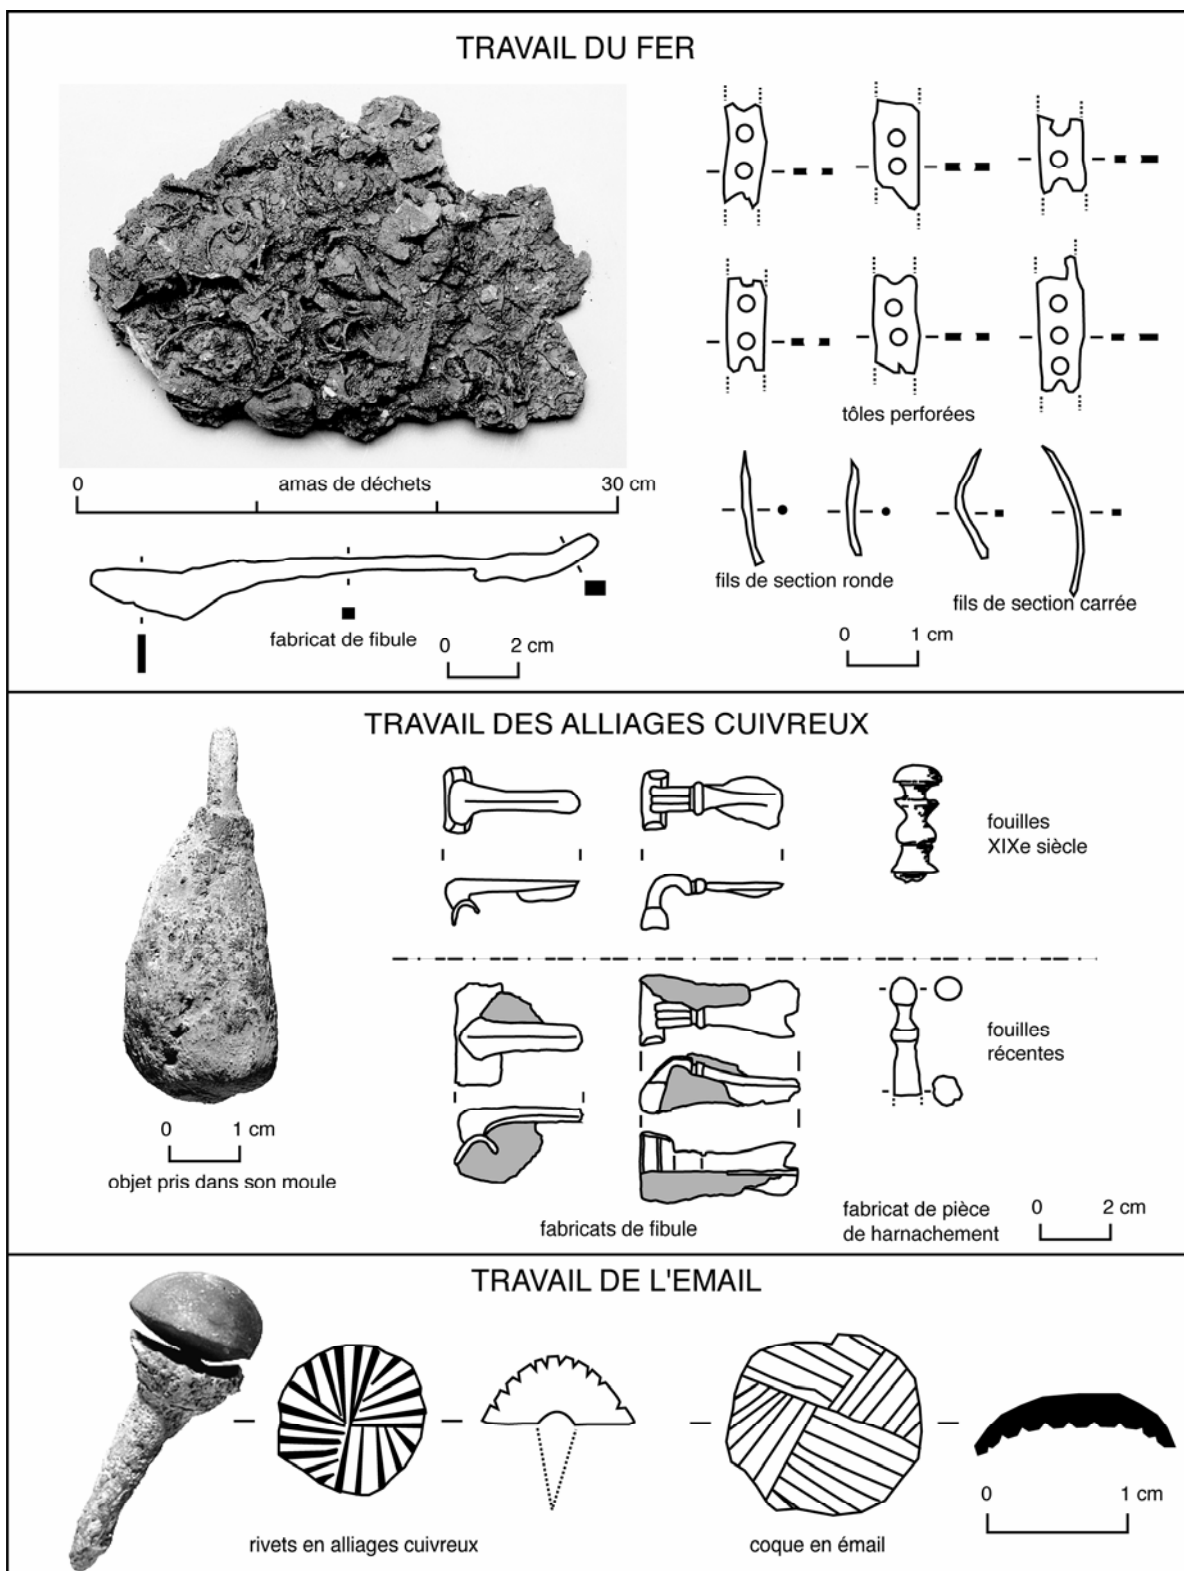 TRAVAIL DU FER
tôles perforées
0 amas de déchets 30 cm
fils de section ronde
fils de section carrée
fabricat de fibule
0 2 cm
0 1 cm
TRAVAIL DES ALLIAGES CUIVREUX
fouilles
XIXe siècle
fouilles
récentes
0 1 cm
objet pris dans son moule
fabricats de fibule
fabricat de pièce
de harnachement
0 2 cm
TRAVAIL DE L'EMAIL
rivets en alliages cuivreux
coque en émail
0 1 cm